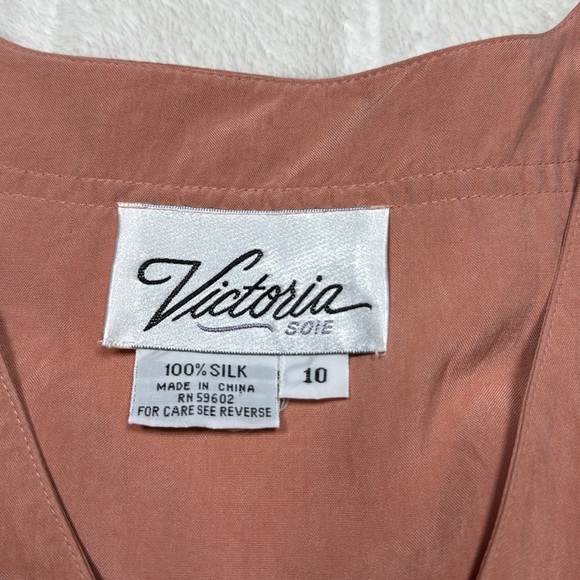 Victoria
SOIE
100% SILK
MADE IN CHINA
RN 59602
FOR CARE SEE REVERSE
10